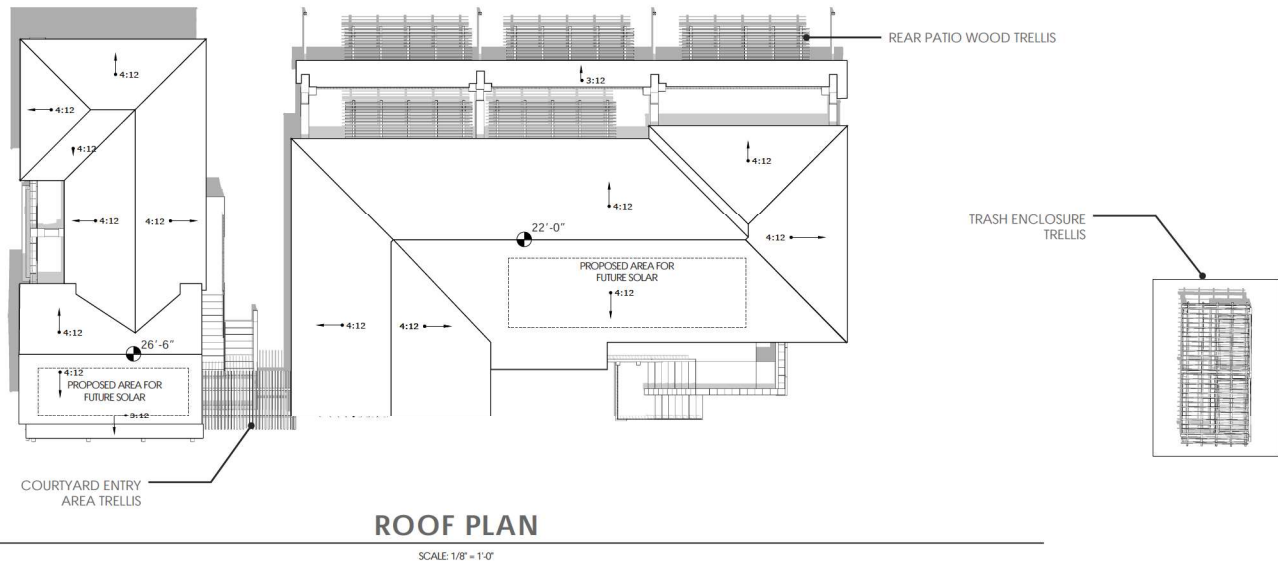 REAR PATIO WOOD TRELLIS
4:12
3:12
4:12
4:12
4:12
4:12
4:12
4:12
4:12
22'-0"
TRASH ENCLOSURE
TRELLIS
4:12
PROPOSED AREA FOR
FUTURE SOLAR
4:12
4:12
4:12
4:12
26'-6"
4:12
PROPOSED AREA FOR
FUTURE SOLAR
3:12
COURTYARD ENTRY
AREA TRELLIS
ROOF PLAN
SCALE: 1/8" = 1'-0"